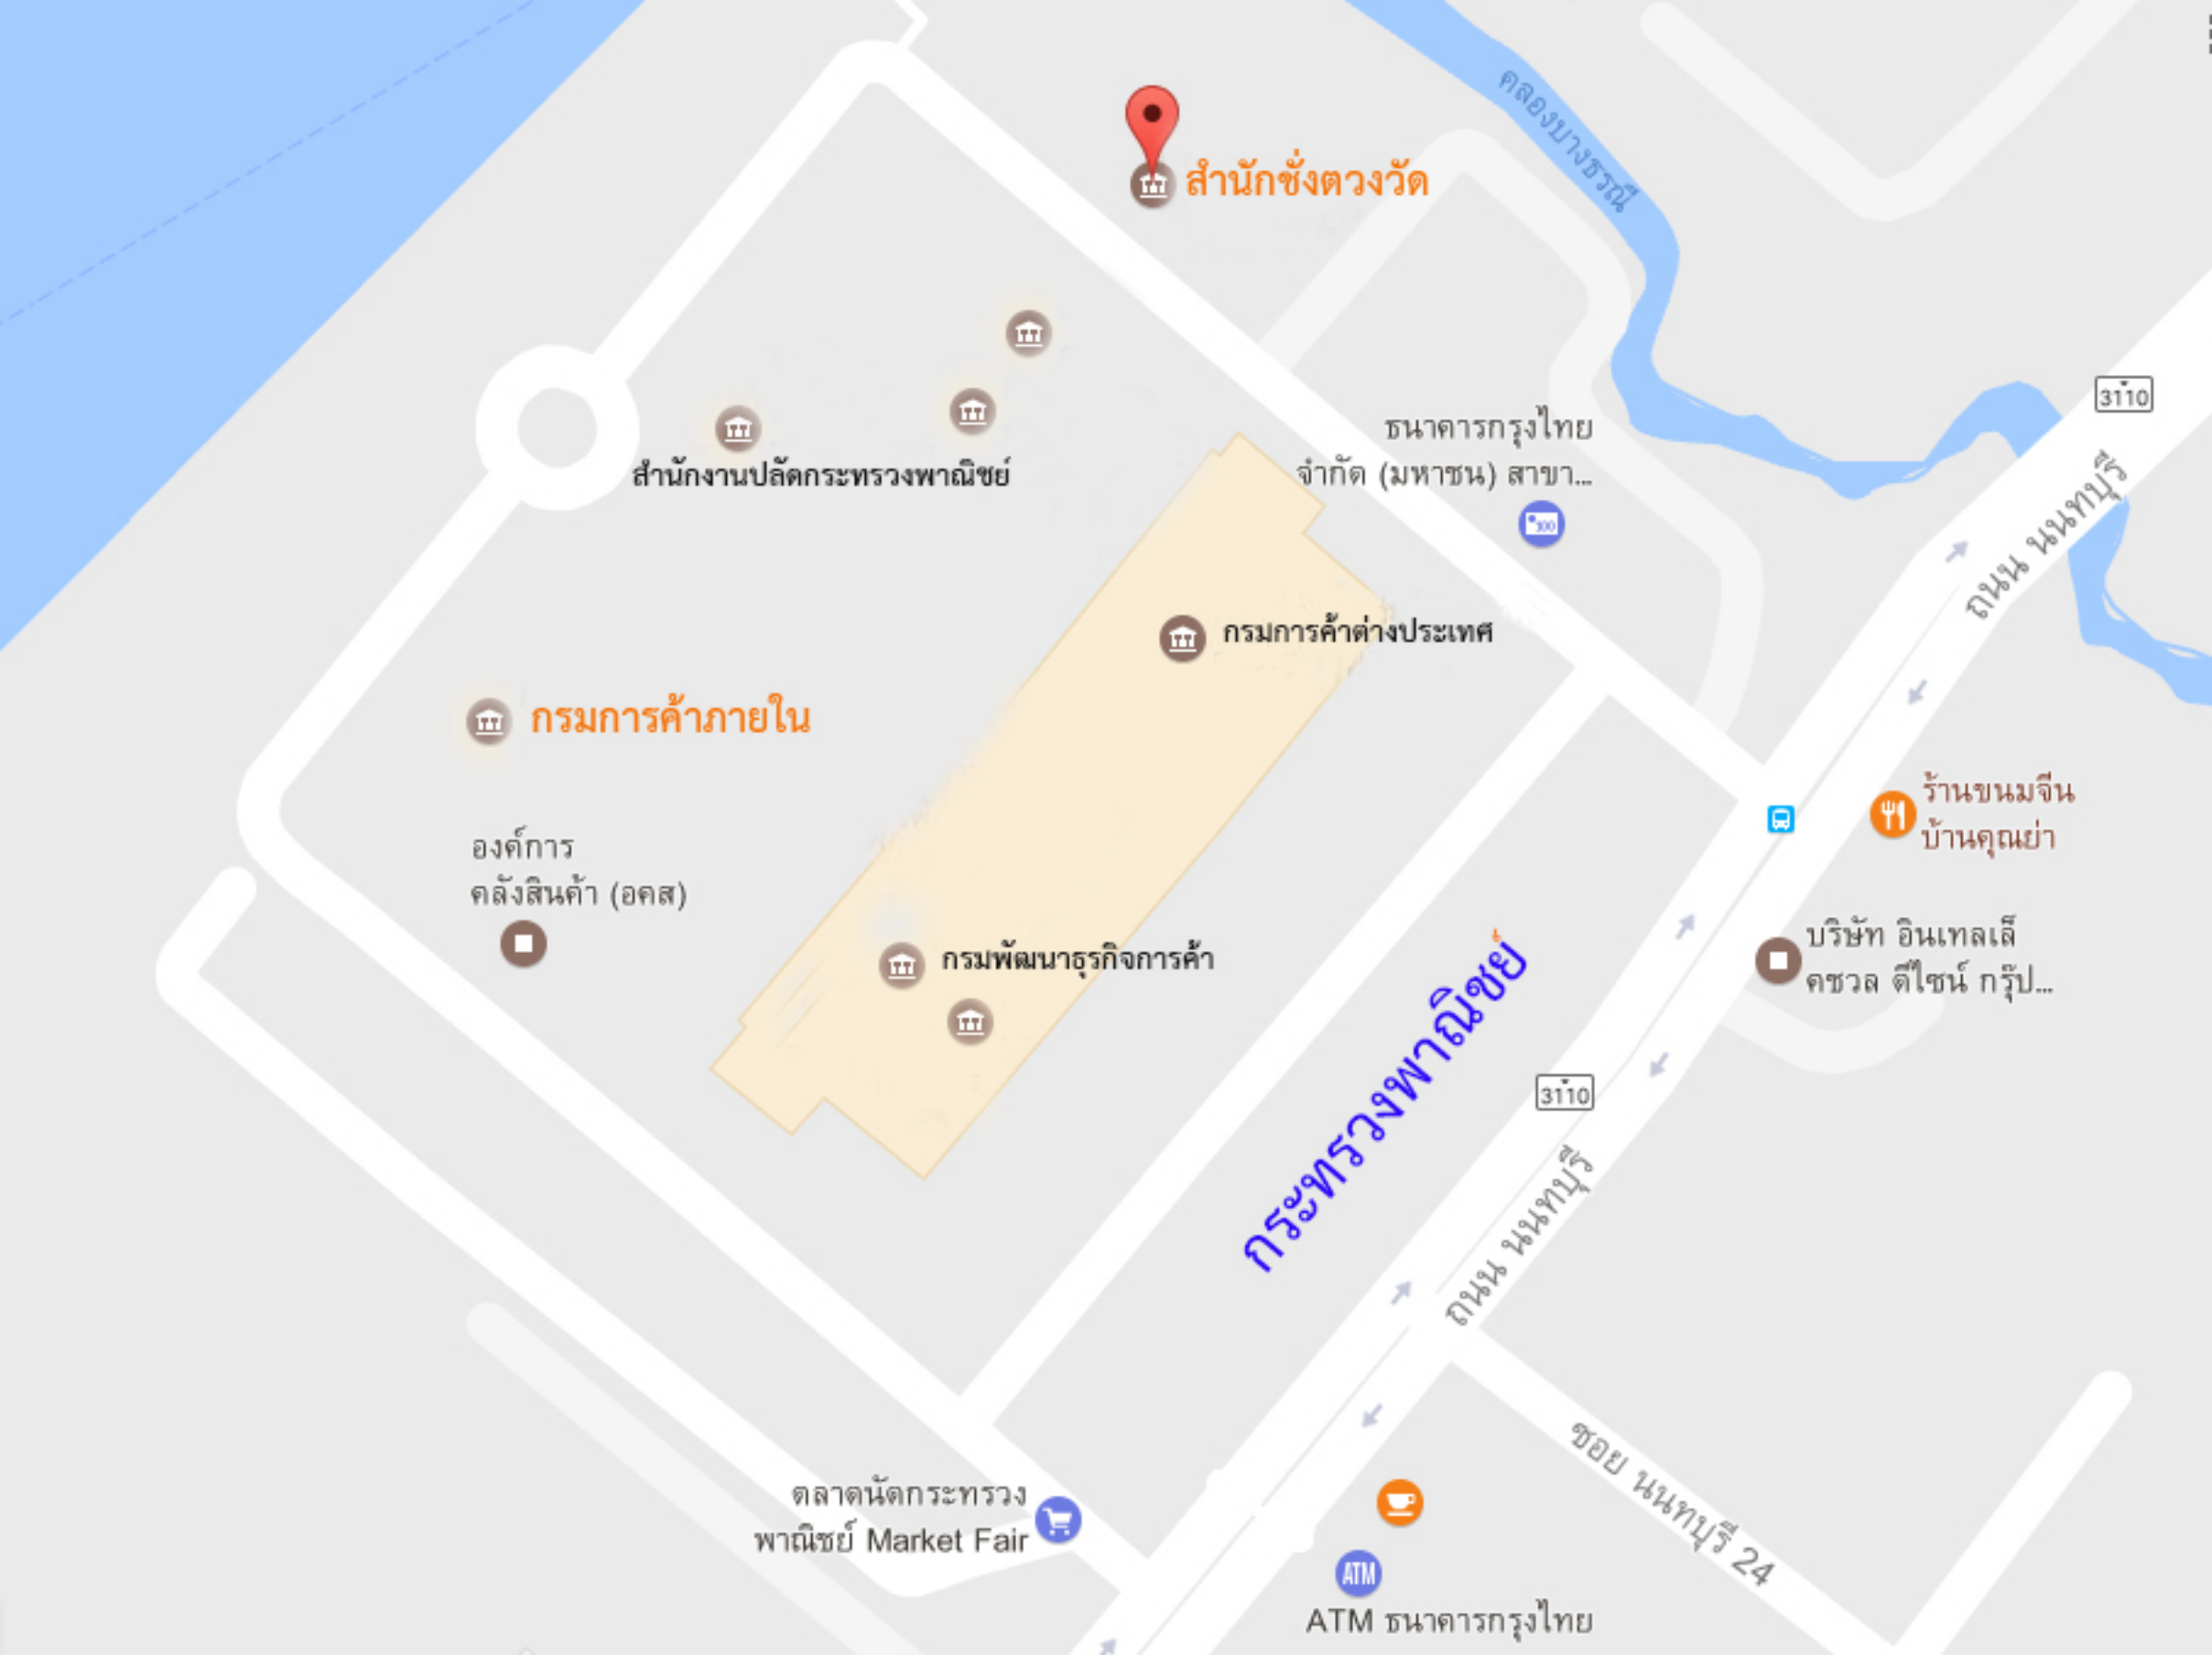 คลองบางธรณี
สำนักชั่งตวงวัด
3110
ธนาคารกรุงไทย
จำกัด (มหาชน) สาขา...
100
สำนักงานปลัดกระทรวงพาณิชย์
ถนน นนทบุรี
กรมการค้าต่างประเทศ
กรมการค้าภายใน
ร้านขนมจีน
บ้านคุณย่า
องค์การ
คลังสินค้า (อคส)
กรมพัฒนาธุรกิจการค้า
บริษัท อินเทลเล็
คชวล ดีไซน์ กรุ๊ป...
กระทรวงพาณิชย์
3110
ถนน นนทบุรี
ซอย นนทบุรี 24
ตลาดนัดกระทรวง
พาณิชย์ Market Fair
ATM
ATM ธนาคารกรุงไทย